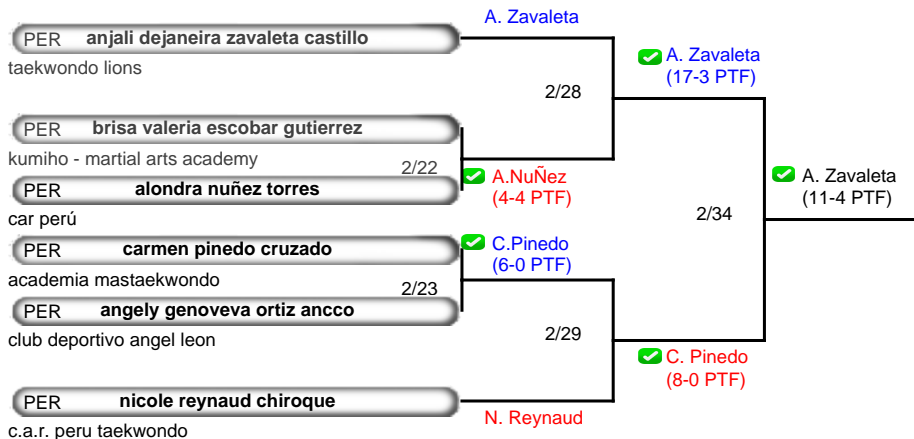 A. Zavaleta
PER anjali dejaneira zavaleta castillo
taekwondo lions
A. Zavaleta
(17-3 PTF)
2/28
PER brisa valeria escobar gutierrez
kumiho - martial arts academy
2/22
A.NuÑez
(4-4 PTF)
PER alondra nuñez torres
car perú
A. Zavaleta
(11-4 PTF)
2/34
PER carmen pinedo cruzado
academia mastaekwondo
C.Pinedo
(6-0 PTF)
2/23
PER angely genoveva ortiz ancco
club deportivo angel leon
2/29
C. Pinedo
(8-0 PTF)
PER nicole reynaud chiroque
c.a.r. peru taekwondo
N. Reynaud